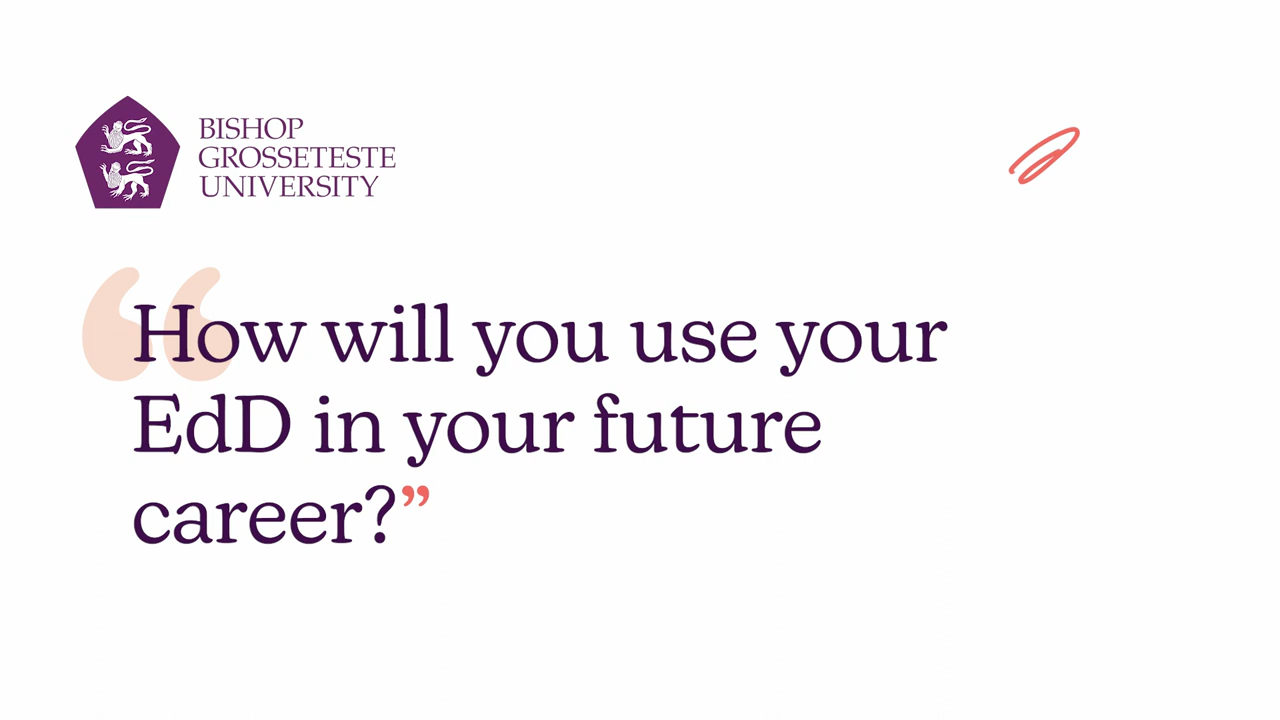 BISHOP
GROSSETESTE
UNIVERSITY
“How will you use your
EdD in your future
career?”